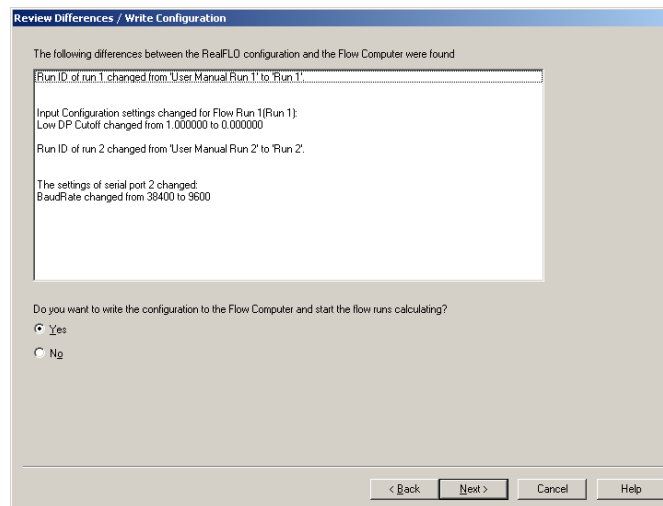 Review Differences / Write Configuration
The following differences between the RealFLO configuration and the Flow Computer were found
Run ID of run 1 changed from 'User Manual Run 1' to 'Run 1'.
Input Configuration settings changed for Flow Run 1(Run 1):
Low DP Cutoff changed from 1.000000 to 0.000000
Run ID of run 2 changed from 'User Manual Run 2' to 'Run 2'.
The settings of serial port 2 changed:
BaudRate changed from 38400 to 9600
Do you want to write the configuration to the Flow Computer and start the flow runs calculating?
Yes
No
< Back Next > Cancel Help